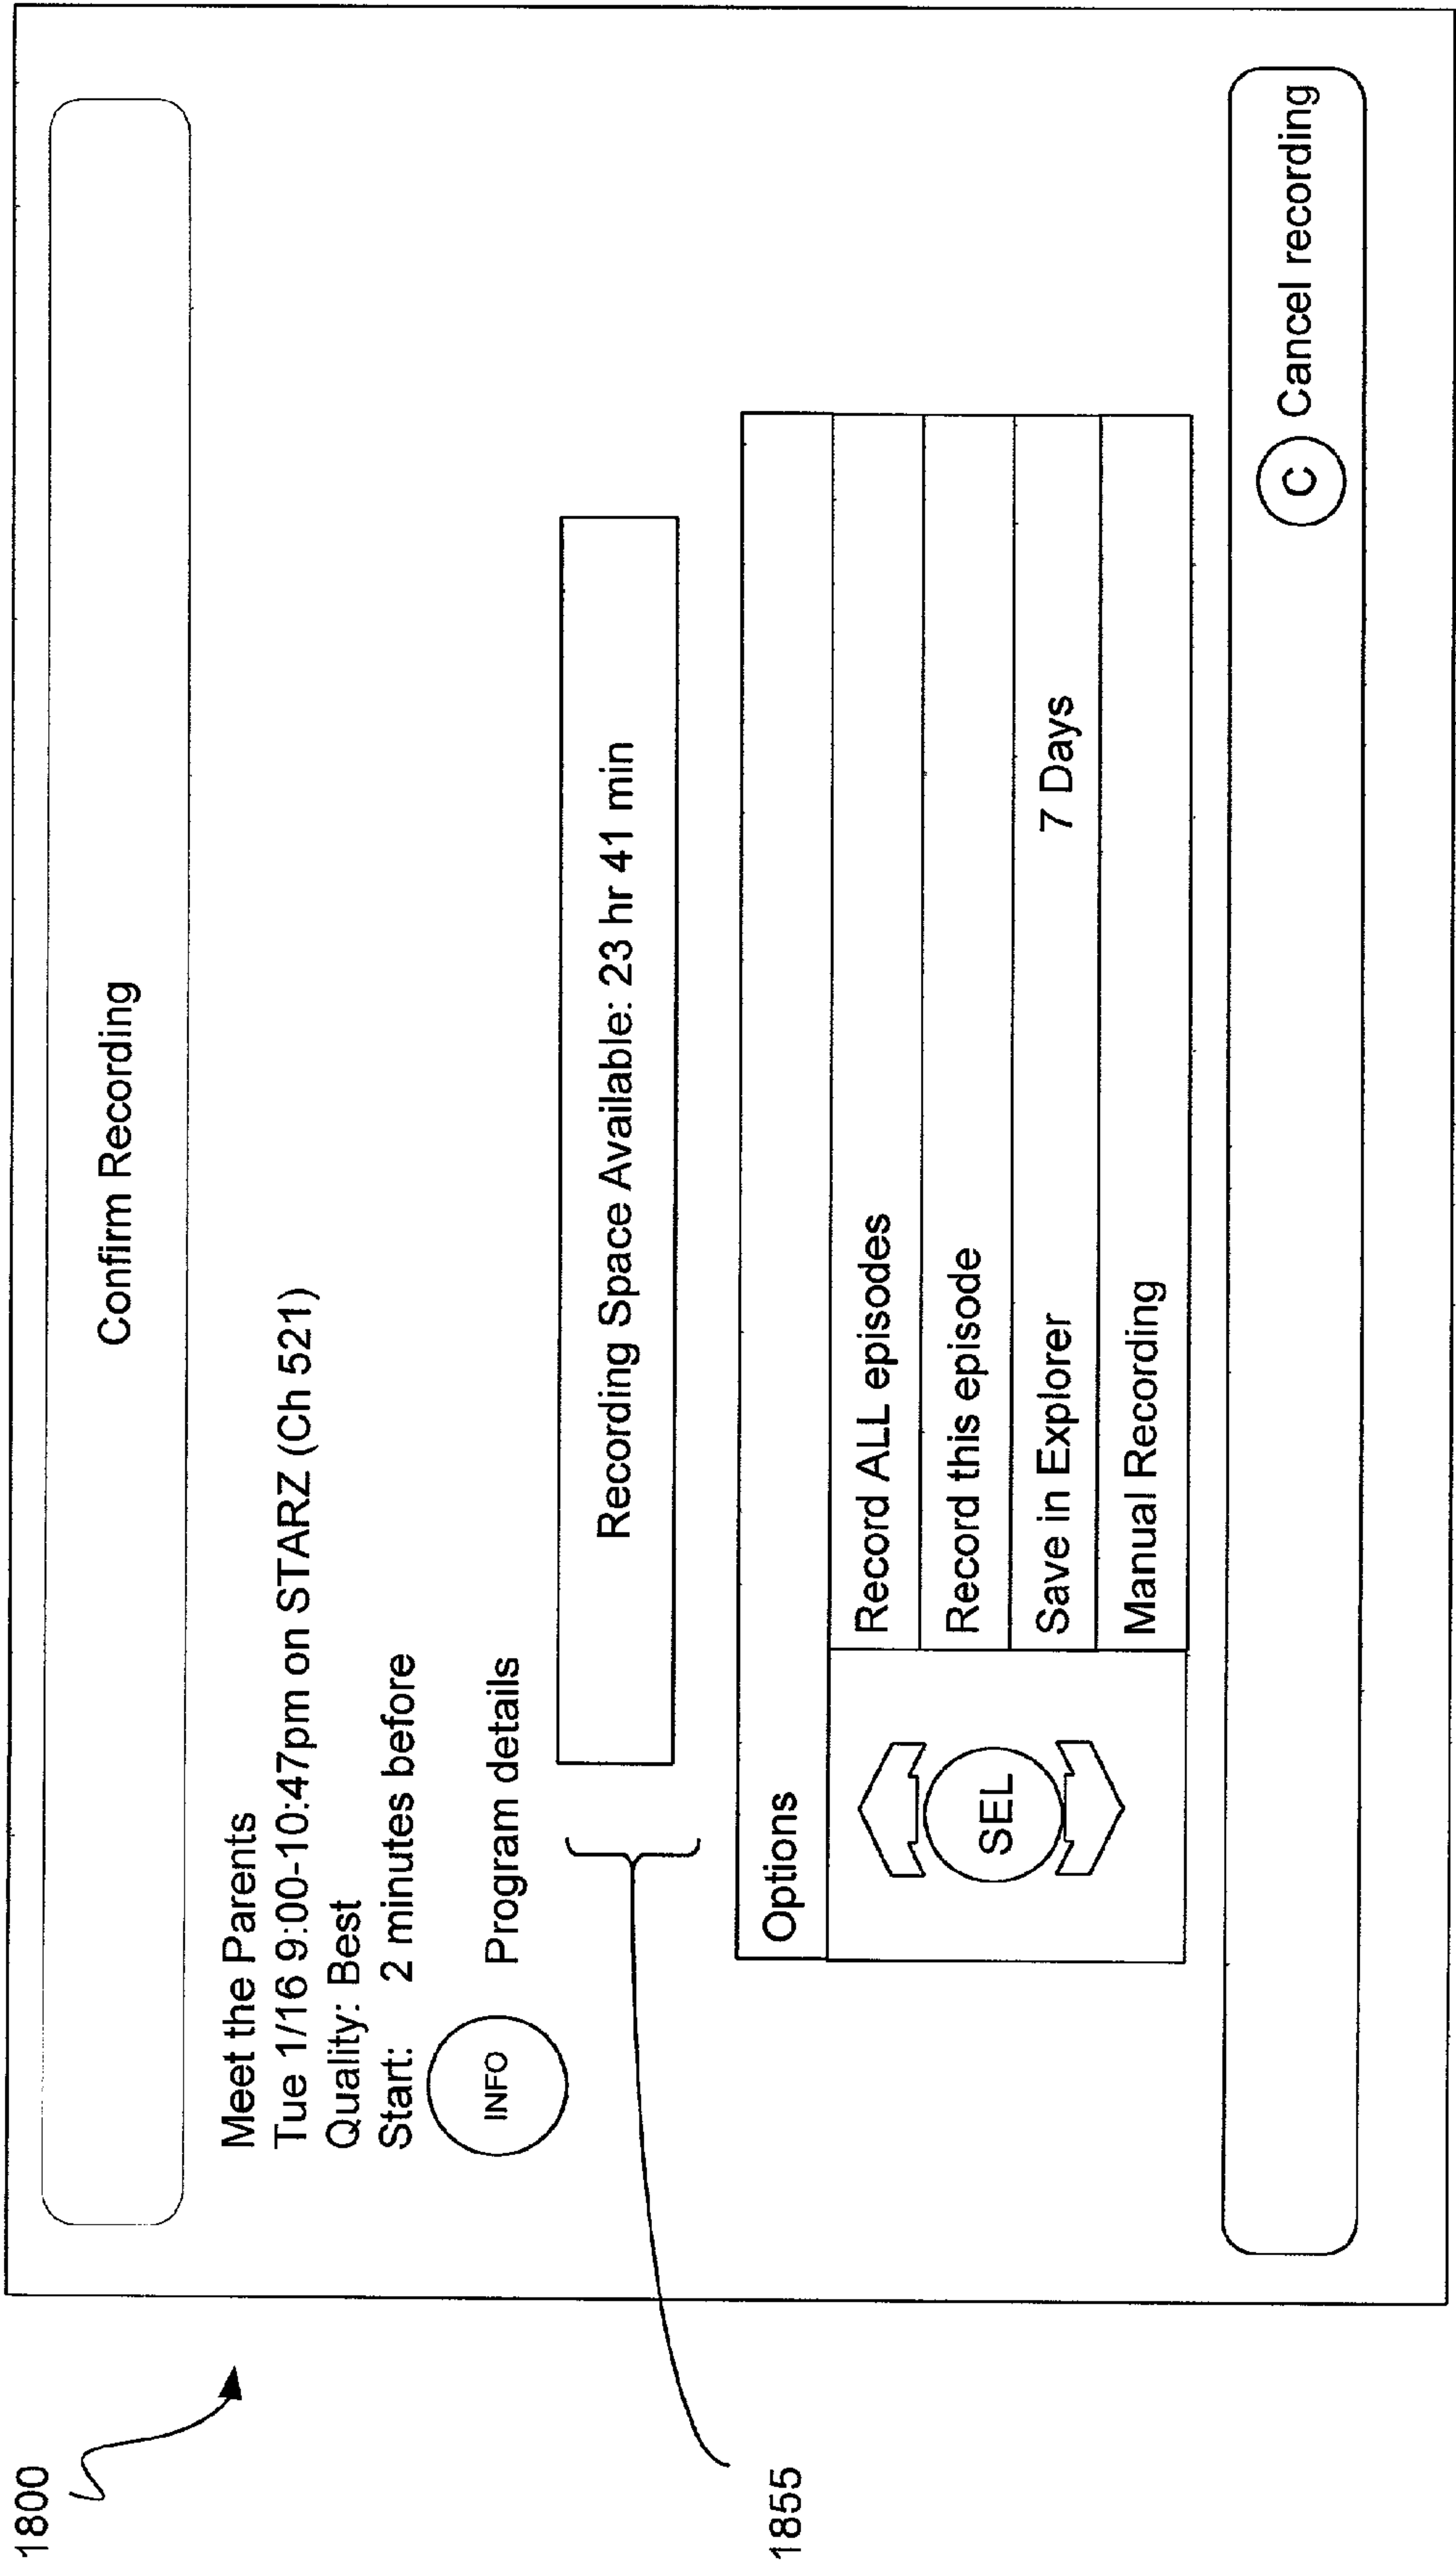 1800
Confirm Recording
Meet the Parents
Tue 1/16 9:00-10:47pm on STARZ (Ch 521)
Quality: Best
Start: 2 minutes before
INFO Program details
Recording Space Available: 23 hr 41 min
1855
Options
Record ALL episodes
Record this episode
SEL
Save in Explorer 7 Days
Manual Recording
C Cancel recording